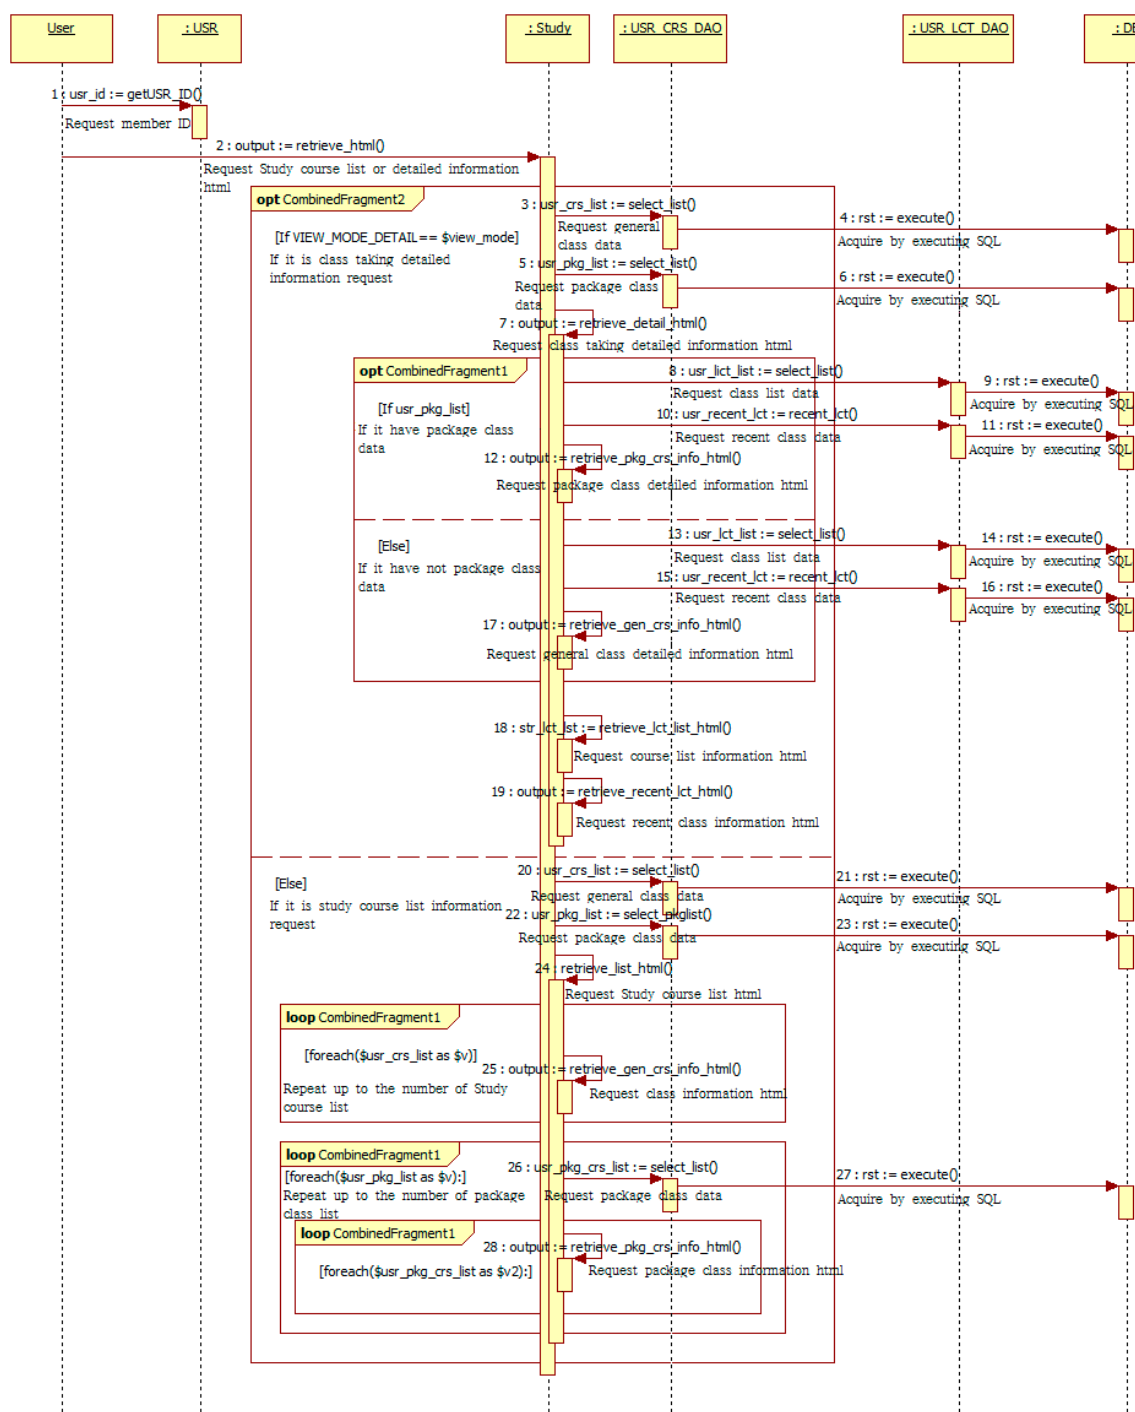 User
: USR
: Study
: USR_CRS_DAO
: USR_LCT_DAO
1 : usr_id := getUSR_ID()
Request member ID
2 : output := retrieve_html()
Request Study course list or detailed information
html
opt CombinedFragment2
[If VIEW_MODE_DETAIL== $view_mode]
If it is class taking detailed
information request
3 : usr_crs_list := select_list()
Request general
class data
4 : rst := execute()
Acquire by executing SQL
5 : usr_pkg_list := select_list()
Request package class
data
6 : rst := execute()
Acquire by executing SQL
7 : output := retrieve_detail_html()
Request class taking detailed information html
opt CombinedFragment1
[If usr_pkg_list]
If it have package class
data
8 : usr_lict_list := select_list()
Request class list data
9 : rst := execute()
Acquire by executing SQL
10 : usr_recent_lct := recent_lct()
Request recent class data
11 : rst := execute()
Acquire by executing SQL
12 : output := retrieve_pkg_crs_info_html()
Request package class detailed information html
[Else]
If it have not package class
data
13 : usr_lct_list := select_list()
Request class list data
14 : rst := execute()
Acquire by executing SQL
15 : usr_recent_lct := recent_lct()
Request recent class data
16 : rst := execute()
Acquire by executing SQL
17 : output := retrieve_gen_crs_info_html()
Request general class detailed information html
18 : str_lct_lst := retrieve_lct_list_html()
Request course list information html
19 : output := retrieve_recent_lct_html()
Request recent class information html
[Else]
If it is study course list information
request
20 : usr_crs_list := select_list()
Request general class data
21 : rst := execute()
Acquire by executing SQL
22 : usr_pkg_list := select_pkglist()
Request package class data
23 : rst := execute()
Acquire by executing SQL
24 : retrieve_list_html()
Request Study course list html
loop CombinedFragment1
[foreach($usr_crs_list as $v)]
Repeat up to the number of Study
course list
25 : output := retrieve_gen_crs_info_html()
Request class information html
loop CombinedFragment1
[foreach($usr_pkg_list as $v):]
Repeat up to the number of package
class list
26 : usr_pkg_crs_list := select_list()
Request package class data
27 : rst := execute()
Acquire by executing SQL
loop CombinedFragment1
[foreach($usr_pkg_crs_list as $v2):]
28 : output := retrieve_pkg_crs_info_html()
Request package class information html